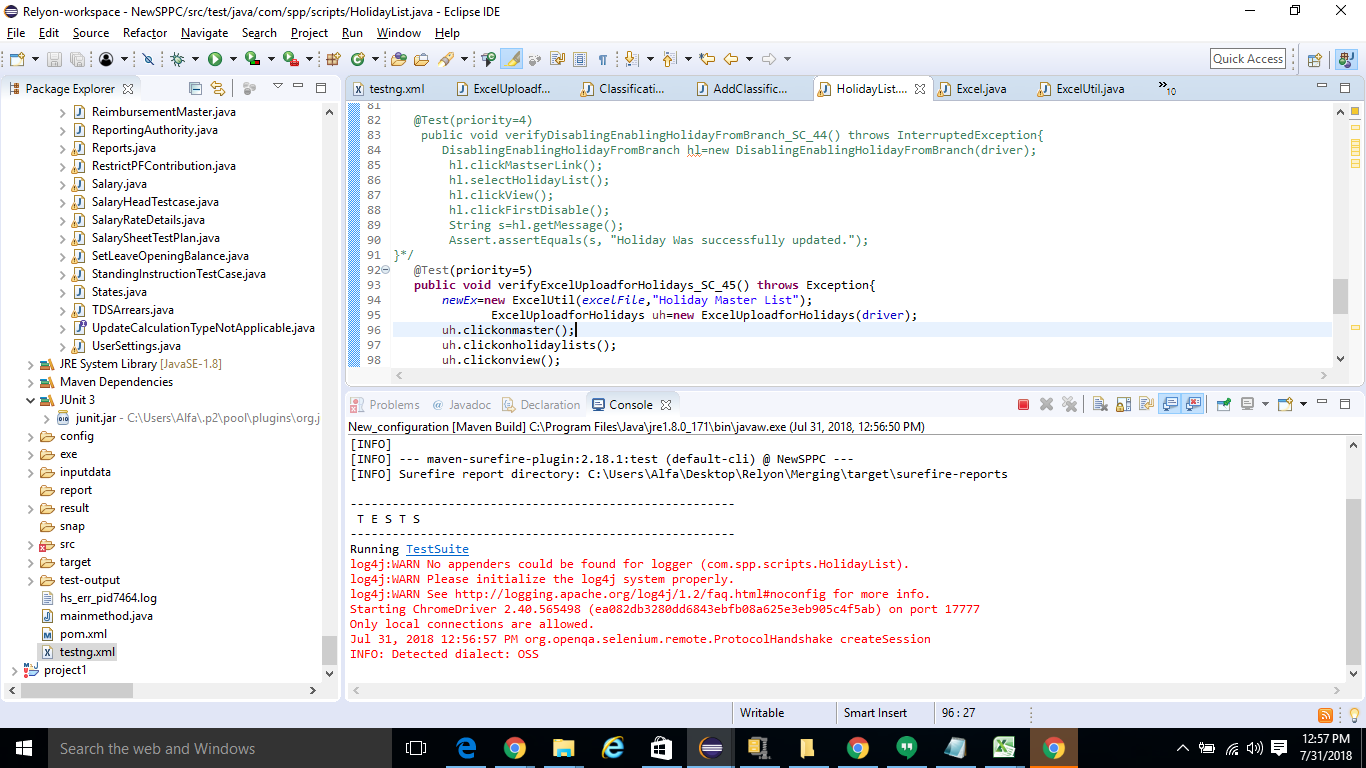 Relyon-workspace - NewSPPC/src/test/java/com/spp/scripts/HolidayList.java - Eclipse IDE
File Edit Source Refactor Navigate Search Project Run Window Help
Quick Access
Package Explorer
ReimbursementMaster.java
ReportingAuthority.java
Reports.java
RestrictPFContribution.java
Salary.java
SalaryHeadTestcase.java
SalaryRateDetails.java
SalarySheetTestPlan.java
SetLeaveOpeningBalance.java
StandingInstructionTestCase.java
States.java
TDSArrears.java
UpdateCalculationTypeNotApplicable.java
UserSettings.java
JRE System Library [JavaSE-1.8]
Maven Dependencies
JUnit 3
junit.jar - C:\Users\Alfa\.p2\pool\plugins\org.j
config
exe
inputdata
report
result
snap
src
target
test-output
hs_err_pid7464.log
mainmethod.java
pom.xml
testng.xml
project1
testng.xml ExcelUploadf... Classificati... AddClassific... HolidayList.... Excel.java ExcelUtil.java »10
81
82 @Test(priority=4)
83 public void verifyDisablingEnablingHolidayFromBranch_SC_44() throws InterruptedException{
84 DisablingEnablingHolidayFromBranch hl=new DisablingEnablingHolidayFromBranch(driver);
85 hl.clickMastserLink();
86 hl.selectHolidayList();
87 hl.clickView();
88 hl.clickFirstDisable();
89 String s=hl.getMessage();
90 Assert.assertEquals(s, "Holiday Was successfully updated.");
91 }*/
92 @Test(priority=5)
93 public void verifyExcelUploadforHolidays_SC_45() throws Exception{
94 newEx=new ExcelUtil(excelFile,"Holiday Master List");
95 ExcelUploadforHolidays uh=new ExcelUploadforHolidays(driver);
96 uh.clickonmaster();
97 uh.clickonholidaylists();
98 uh.clickonview();
Problems @ Javadoc Declaration Console
New_configuration [Maven Build] C:\Program Files\Java\jre1.8.0_171\bin\javaw.exe (Jul 31, 2018, 12:56:50 PM)
[INFO]
[INFO] --- maven-surefire-plugin:2.18.1:test (default-cli) @ NewSPPC ---
[INFO] Surefire report directory: C:\Users\Alfa\Desktop\Relyon\Merging\target\surefire-reports
-------------------------------------------------------
T E S T S
-------------------------------------------------------
Running TestSuite
log4j:WARN No appenders could be found for logger (com.spp.scripts.HolidayList).
log4j:WARN Please initialize the log4j system properly.
log4j:WARN See http://logging.apache.org/log4j/1.2/faq.html#noconfig for more info.
Starting ChromeDriver 2.40.565498 (ea082db3280dd6843ebfb08a625e3eb905c4f5ab) on port 17777
Only local connections are allowed.
Jul 31, 2018 12:56:57 PM org.openqa.selenium.remote.ProtocolHandshake createSession
INFO: Detected dialect: OSS
Writable Smart Insert 96 : 27
Search the web and Windows
12:57 PM
7/31/2018